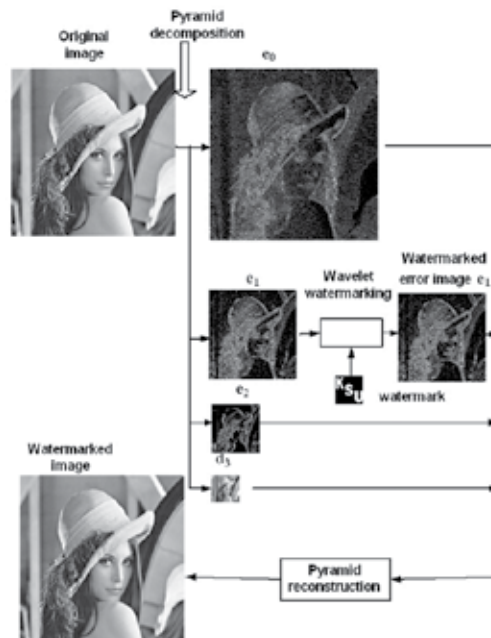 Pyramid
decomposition
Original
image
e0
e1
Wavelet
watermarking
Watermarked
error image e1
KSU
watermark
e2
d3
Watermarked
image
Pyramid
reconstruction